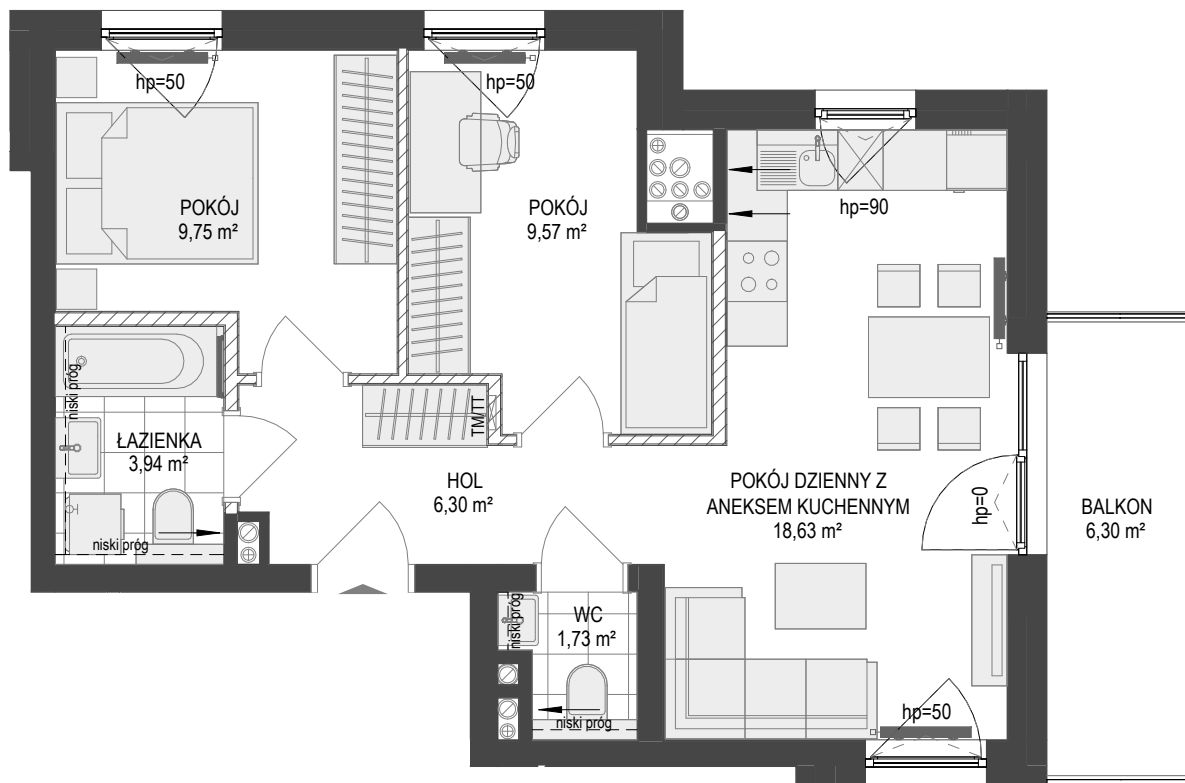 hp=50
hp=50
POKÓJ
9,75 m²
POKÓJ
9,57 m²
hp=90
niski próg
ŁAZIENKA
3,94 m²
niski próg
TM/TT
HOL
6,30 m²
POKÓJ DZIENNY Z
ANEKSEM KUCHENNYM
18,63 m²
hp=0
BALKON
6,30 m²
niski próg
WC
1,73 m²
niski próg
hp=50